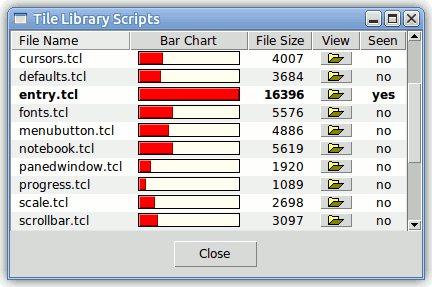 Tile Library Scripts
File Name Bar Chart File Size View Seen
cursors.tcl 4007 no
defaults.tcl 3684 no
entry.tcl 16396 yes
fonts.tcl 5576 no
menubutton.tcl 4886 no
notebook.tcl 5619 no
panedwindow.tcl 1920 no
progress.tcl 1089 no
scale.tcl 2698 no
scrollbar.tcl 3097 no
Close